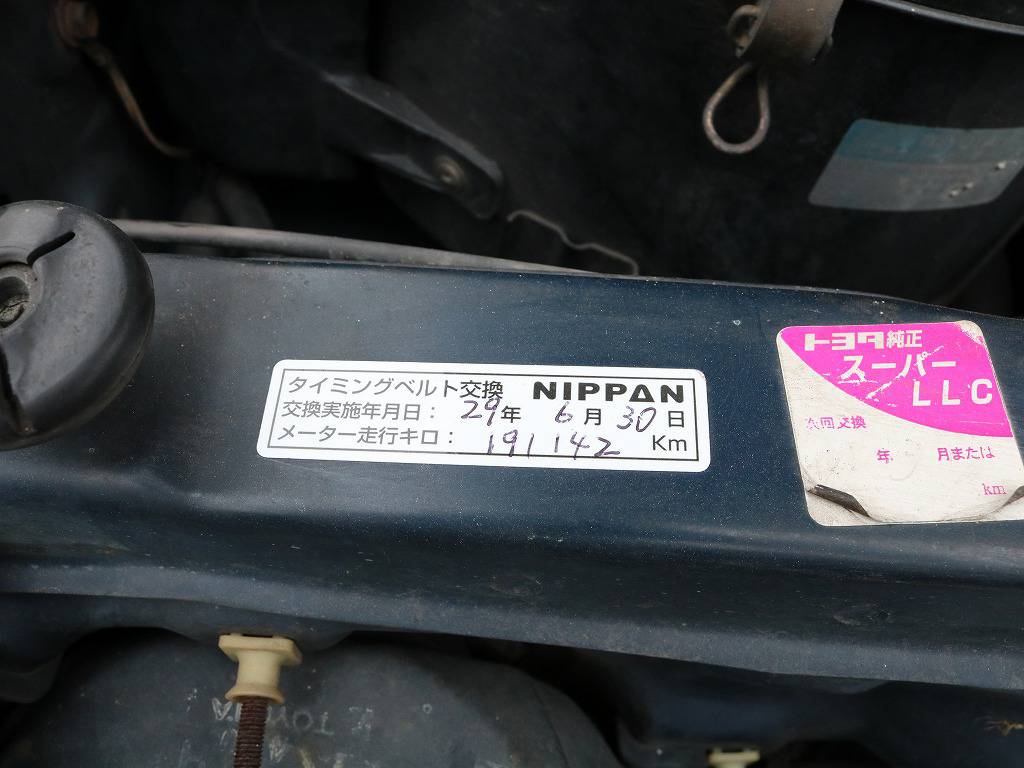 タイミングベルト交換 NIPPAN
交換実施年月日： 29年 6月 30日
メーター走行キロ： 191142 Km
トヨタ純正
スーパー
LLC
次回交換
年 月または
km
TOYOTA